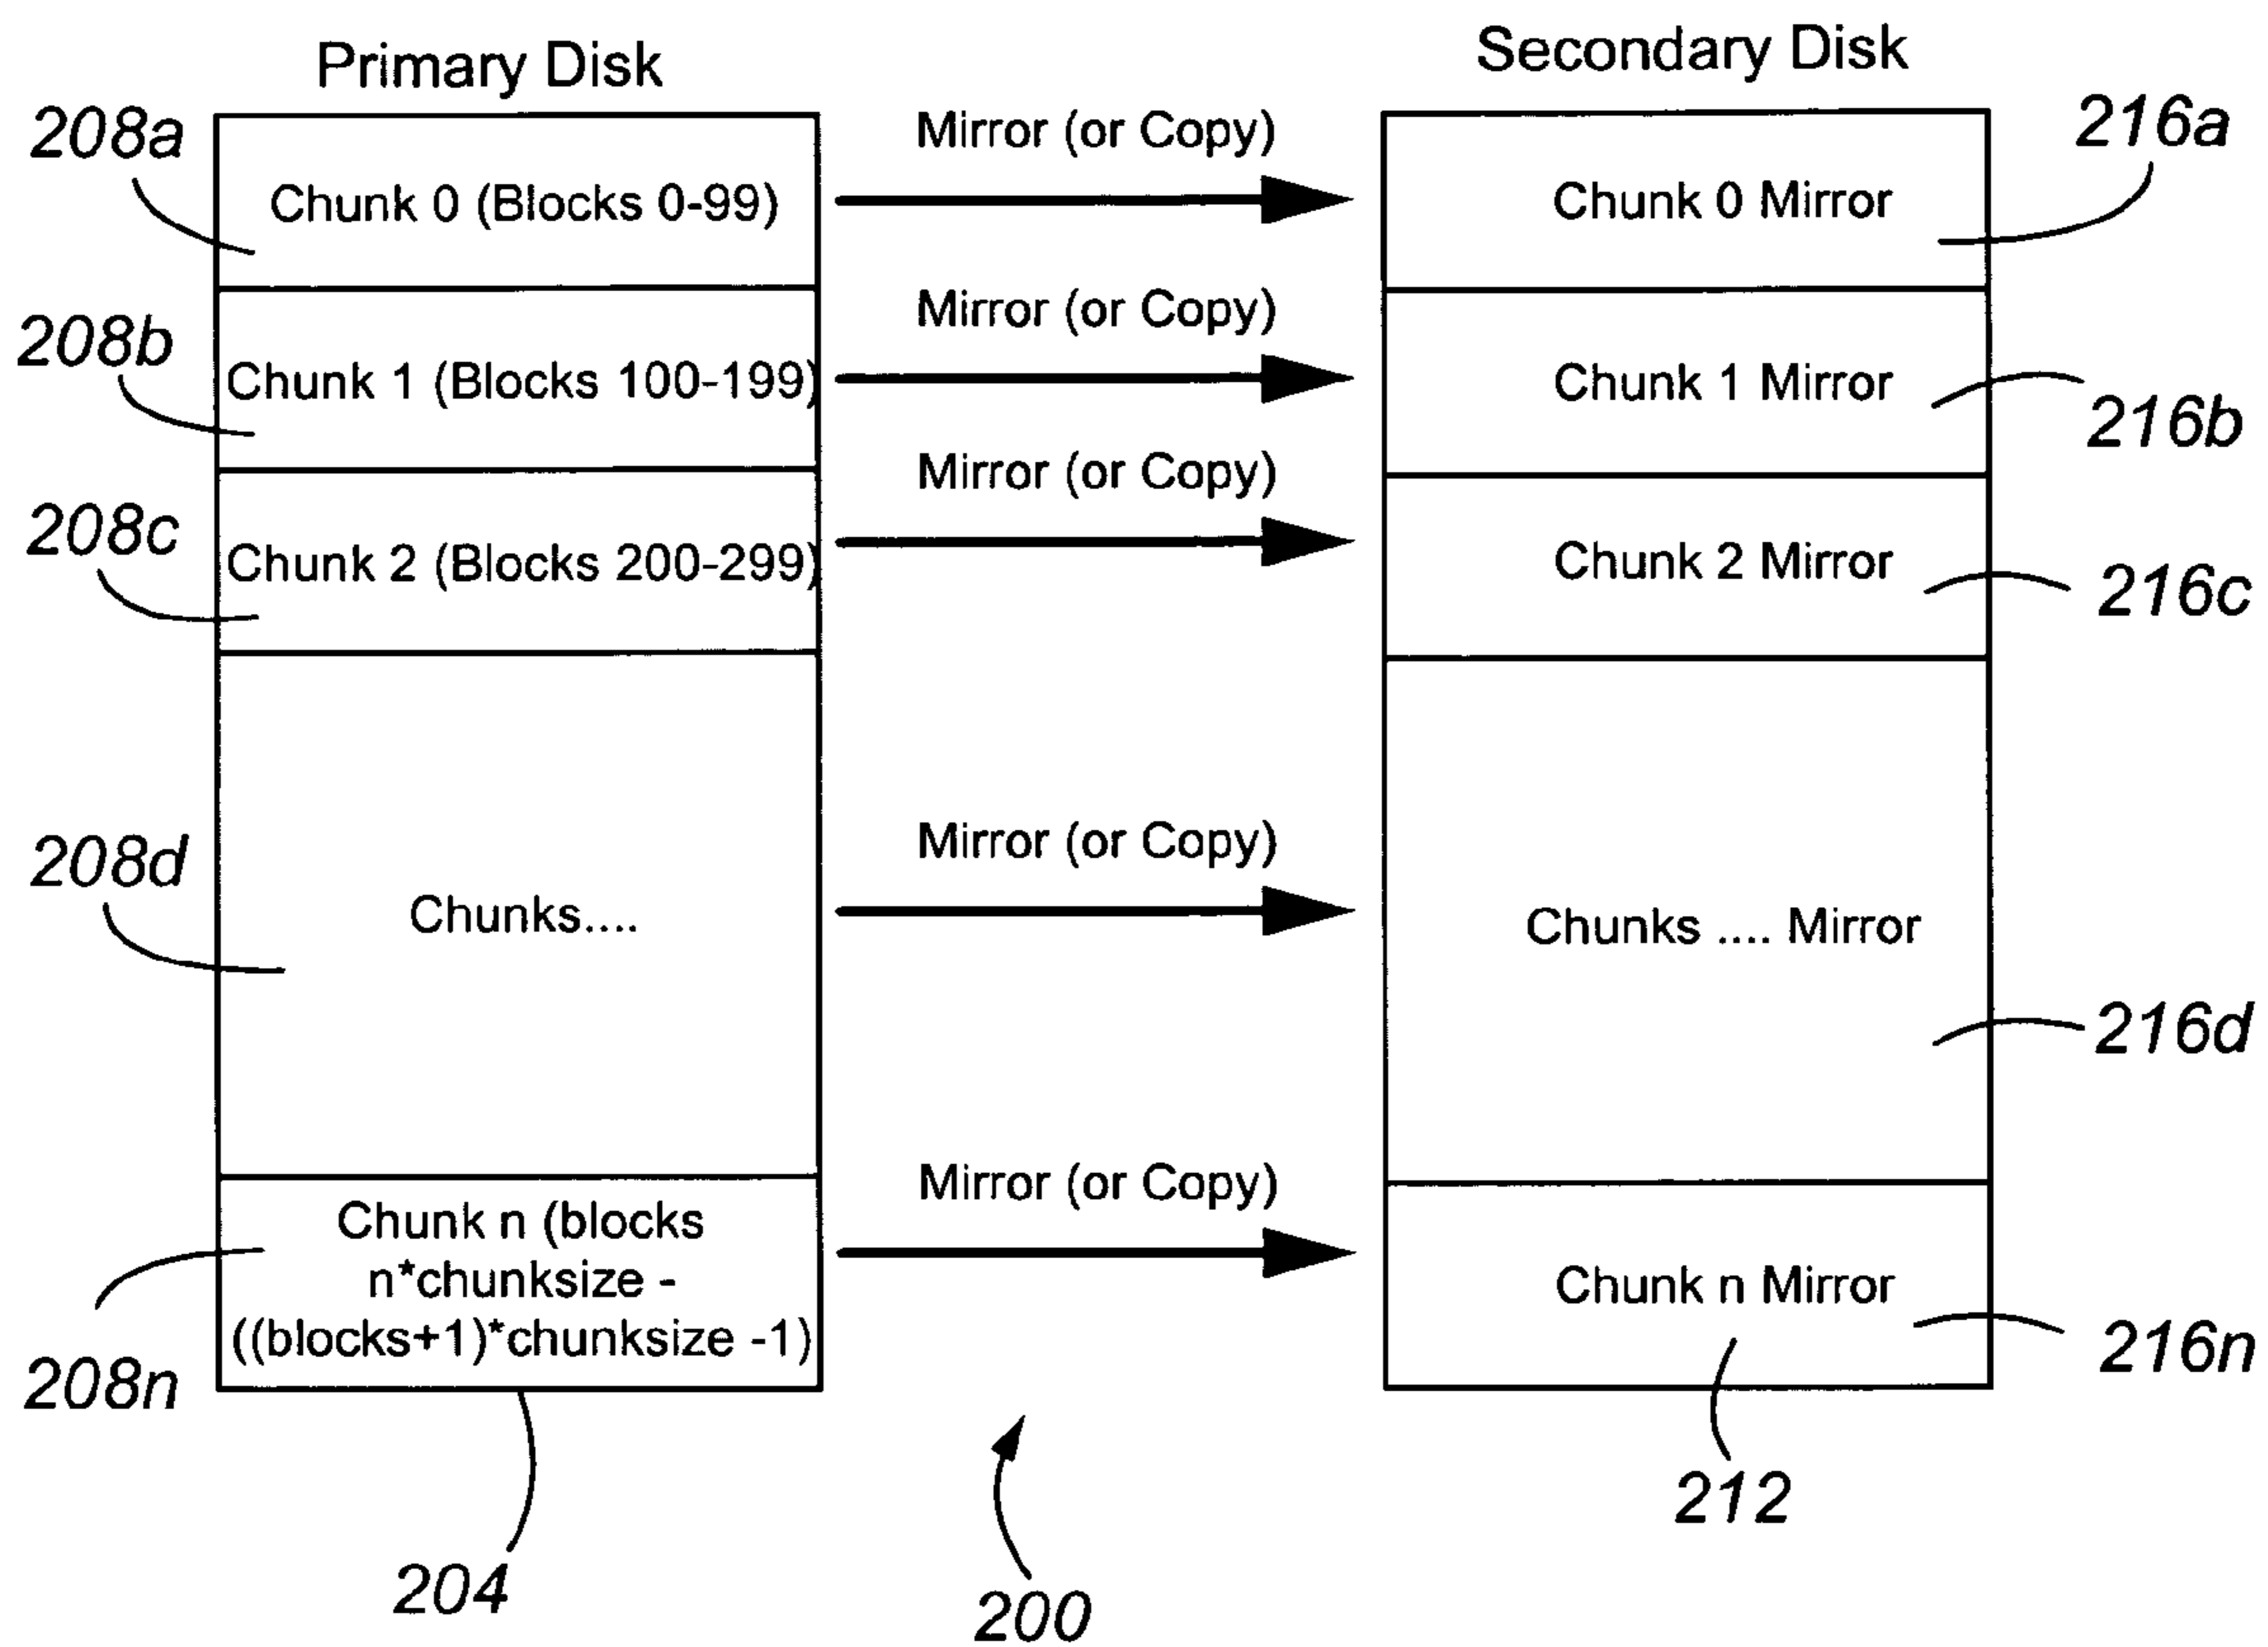 Primary Disk
Secondary Disk
208a
Chunk 0 (Blocks 0-99)
Mirror (or Copy)
Chunk 0 Mirror
216a
208b
Chunk 1 (Blocks 100-199)
Mirror (or Copy)
Chunk 1 Mirror
216b
208c
Chunk 2 (Blocks 200-299)
Mirror (or Copy)
Chunk 2 Mirror
216c
208d
Chunks....
Mirror (or Copy)
Chunks .... Mirror
216d
208n
Chunk n (blocks
n*chunksize -
((blocks+1)*chunksize -1)
Mirror (or Copy)
Chunk n Mirror
216n
204
200
212